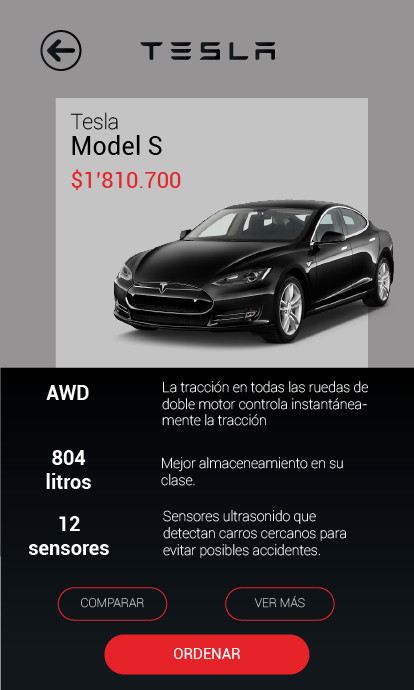 TESLA
Tesla
Model S
$1'810.700
AWD
La tracción en todas las ruedas de
doble motor controla instantánea-
mente la tracción
804
litros
Mejor almaceneamiento en su
clase.
12
sensores
Sensores ultrasonido que
detectan carros cercanos para
evitar posibles accidentes.
COMPARAR
VER MÁS
ORDENAR